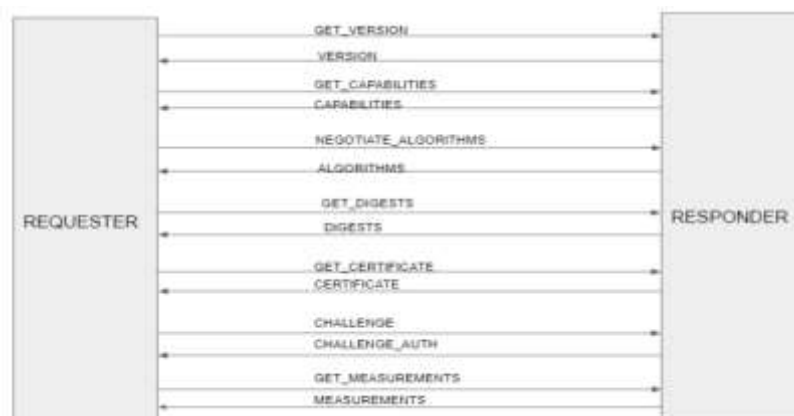 GET_VERSION
VERSION
GET_CAPABILITIES
CAPABILITIES
NEGOTIATE_ALGORITHMS
ALGORITHMS
GET_DIGESTS
REQUESTER
RESPONDER
DIGESTS
GET_CERTIFICATE
CERTIFICATE
CHALLENGE
CHALLENGE_AUTH
GET_MEASUREMENTS
MEASUREMENTS